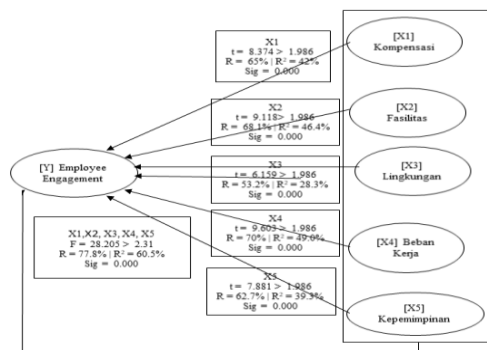 X1
t = 8.374 > 1.986
R = 65% | R² = 42%
Sig = 0.000
[X1]
Kompensasi
X2
t = 9.118 > 1.986
R = 68.1% | R² = 46.4%
Sig = 0.000
[X2]
Fasilitas
X3
t = 6.159 > 1.986
R = 53.2% | R² = 28.3%
Sig = 0.000
[X3]
Lingkungan
[Y] Employee
Engagement
X4
t = 9.603 > 1.986
R = 70% | R² = 49.0%
Sig = 0.000
[X4] Beban
Kerja
X1,X2, X3, X4, X5
F = 28.205 > 2.31
R = 77.8% | R² = 60.5%
Sig = 0.000
X5
t = 7.881 > 1.986
R = 62.7% | R² = 39.3%
Sig = 0.000
[X5]
Kepemimpinan